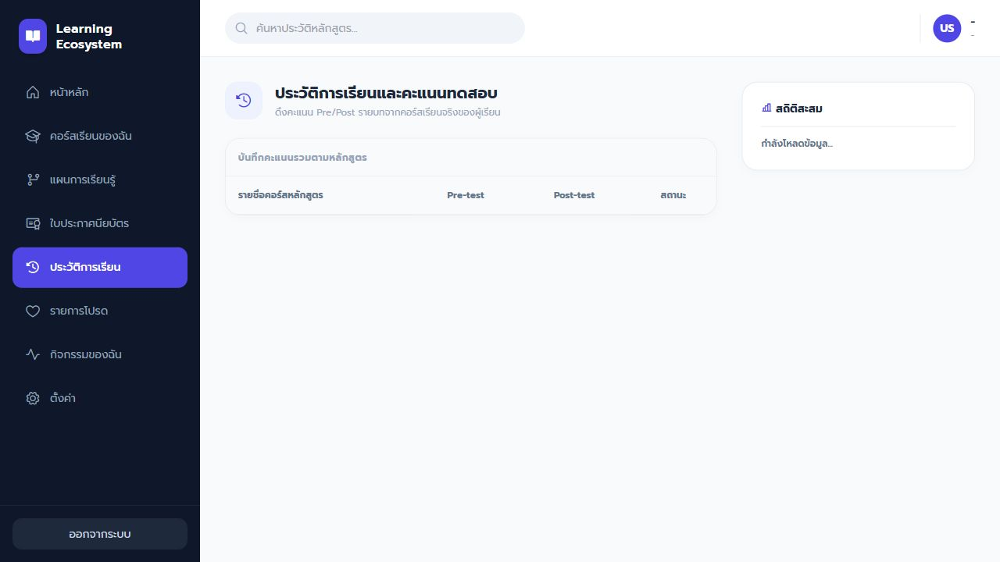 Learning
Ecosystem
หน้าหลัก
คอร์สเรียนของฉัน
แผนการเรียนรู้
ใบประกาศนียบัตร
ประวัติการเรียน
รายการโปรด
กิจกรรมของฉัน
ตั้งค่า
ออกจากระบบ
ค้นหาประวัติหลักสูตร...
US
-
-
ประวัติการเรียนและคะแนนทดสอบ
ดึงคะแนน Pre/Post รายบทจากคอร์สเรียนจริงของผู้เรียน
บันทึกคะแนนรวมตามหลักสูตร
รายชื่อคอร์สหลักสูตร Pre-test Post-test สถานะ
สถิติสะสม
กำลังโหลดข้อมูล...